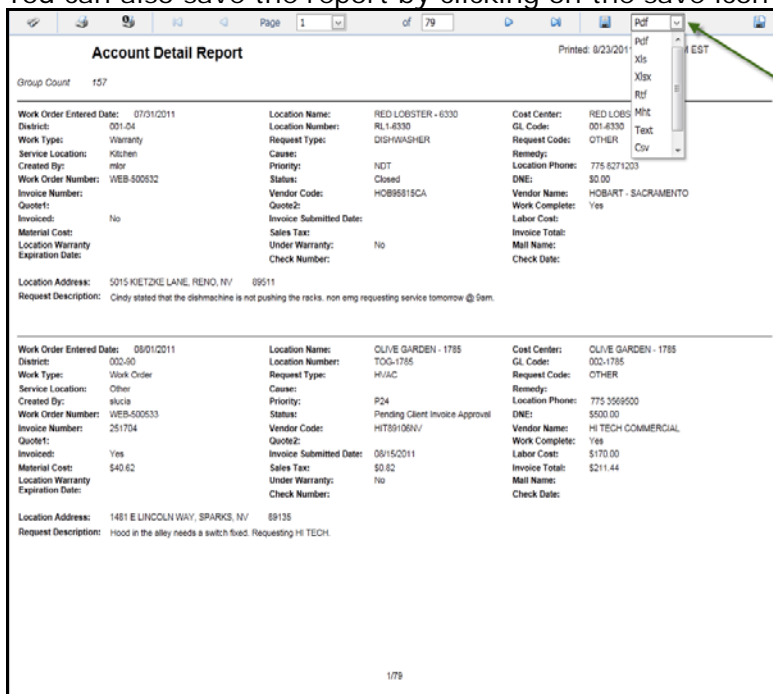 You can also save the report by clicking on the save icon
Page 1 of 79 Pdf
Account Detail Report Printed: 8/23/201 EST
Pdf
Xls
Xlsx
Rtf
Mht
Text
Csv
Group Count 157
Work Order Entered Date: 07/31/2011 Location Name: RED LOBSTER - 6330 Cost Center: RED LOBS
District: 001-04 Location Number: RL1-6330 GL Code: 001-6330
Work Type: Warranty Request Type: DISHWASHER Request Code: OTHER
Service Location: Kitchen Cause: Remedy:
Created By: mlor Priority: NDT Location Phone: 775 8271203
Work Order Number: WEB-500532 Status: Closed DNE: $0.00
Invoice Number: Vendor Code: HOB95815CA Vendor Name: HOBART - SACRAMENTO
Quote1: Quote2: Work Complete: Yes
Invoiced: No Invoice Submitted Date: Labor Cost:
Material Cost: Sales Tax: Invoice Total:
Location Warranty Expiration Date: Under Warranty: No Mall Name:
Check Number: Check Date:
Location Address: 5015 KIETZKE LANE, RENO, NV 89511
Request Description: Cindy stated that the dishmachine is not pushing the racks. non emg requesting service tomorrow @ 9am.
Work Order Entered Date: 08/01/2011 Location Name: OLIVE GARDEN - 1785 Cost Center: OLIVE GARDEN - 1785
District: 002-90 Location Number: TOG-1785 GL Code: 002-1785
Work Type: Work Order Request Type: HVAC Request Code: OTHER
Service Location: Other Cause: Remedy:
Created By: slucia Priority: P24 Location Phone: 775 3569500
Work Order Number: WEB-500533 Status: Pending Client Invoice Approval DNE: $500.00
Invoice Number: 251704 Vendor Code: HIT89106NV Vendor Name: HI TECH COMMERCIAL
Quote1: Quote2: Work Complete: Yes
Invoiced: Yes Invoice Submitted Date: 08/15/2011 Labor Cost: $170.00
Material Cost: $40.62 Sales Tax: $0.82 Invoice Total: $211.44
Location Warranty Expiration Date: Under Warranty: No Mall Name:
Check Number: Check Date:
Location Address: 1481 E LINCOLN WAY, SPARKS, NV 89135
Request Description: Hood in the alley needs a switch fixed. Requesting HI TECH.
1/79